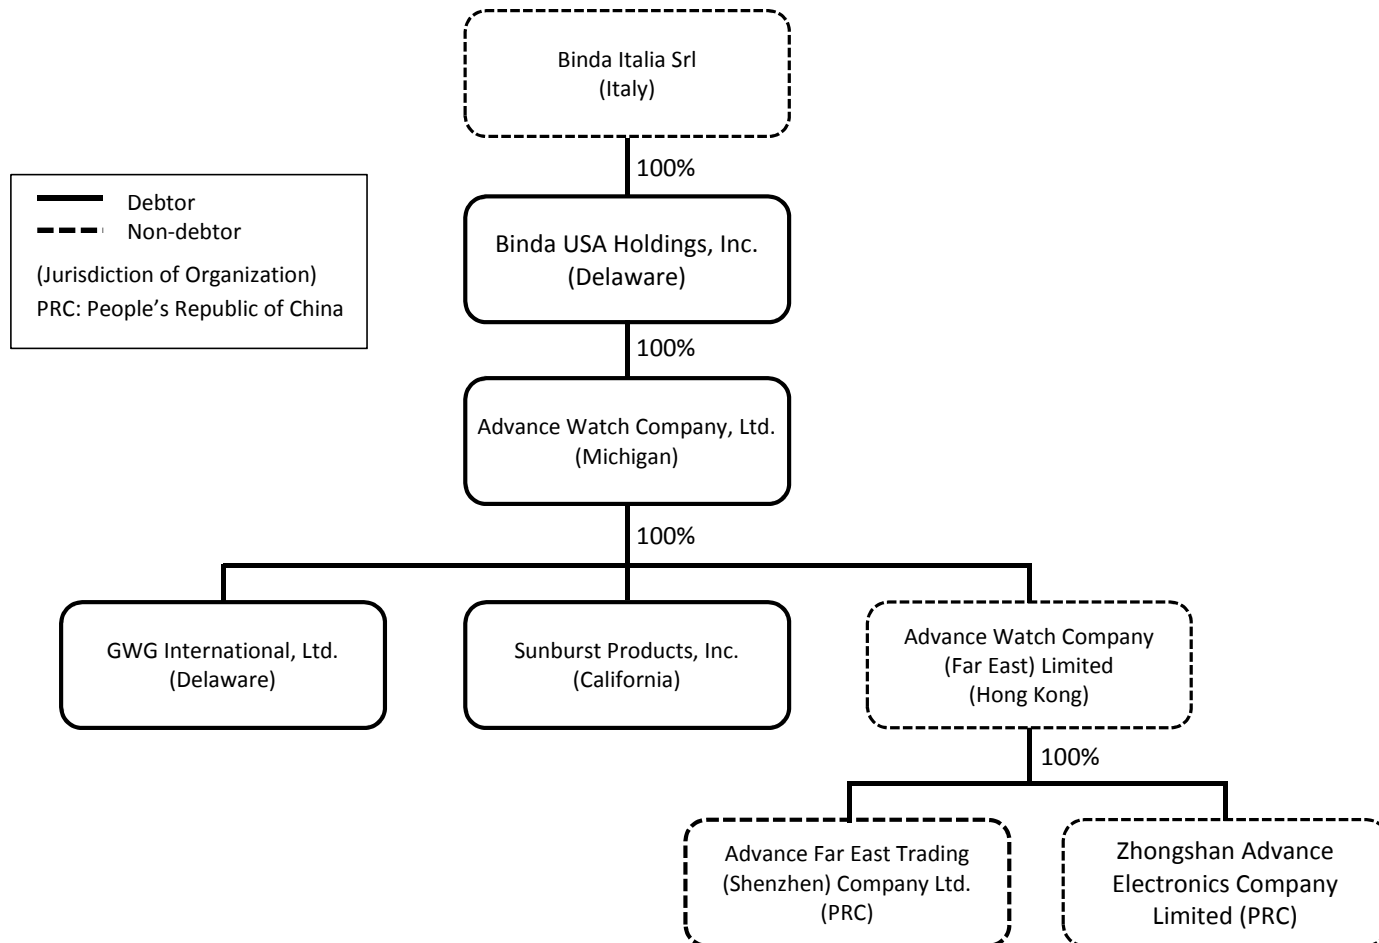 Binda Italia Srl
(Italy)
100%
Debtor
Non-debtor
(Jurisdiction of Organization)
PRC: People’s Republic of China
Binda USA Holdings, Inc.
(Delaware)
100%
Advance Watch Company, Ltd.
(Michigan)
100%
GWG International, Ltd.
(Delaware)
Sunburst Products, Inc.
(California)
Advance Watch Company
(Far East) Limited
(Hong Kong)
100%
Advance Far East Trading
(Shenzhen) Company Ltd.
(PRC)
Zhongshan Advance
Electronics Company
Limited (PRC)